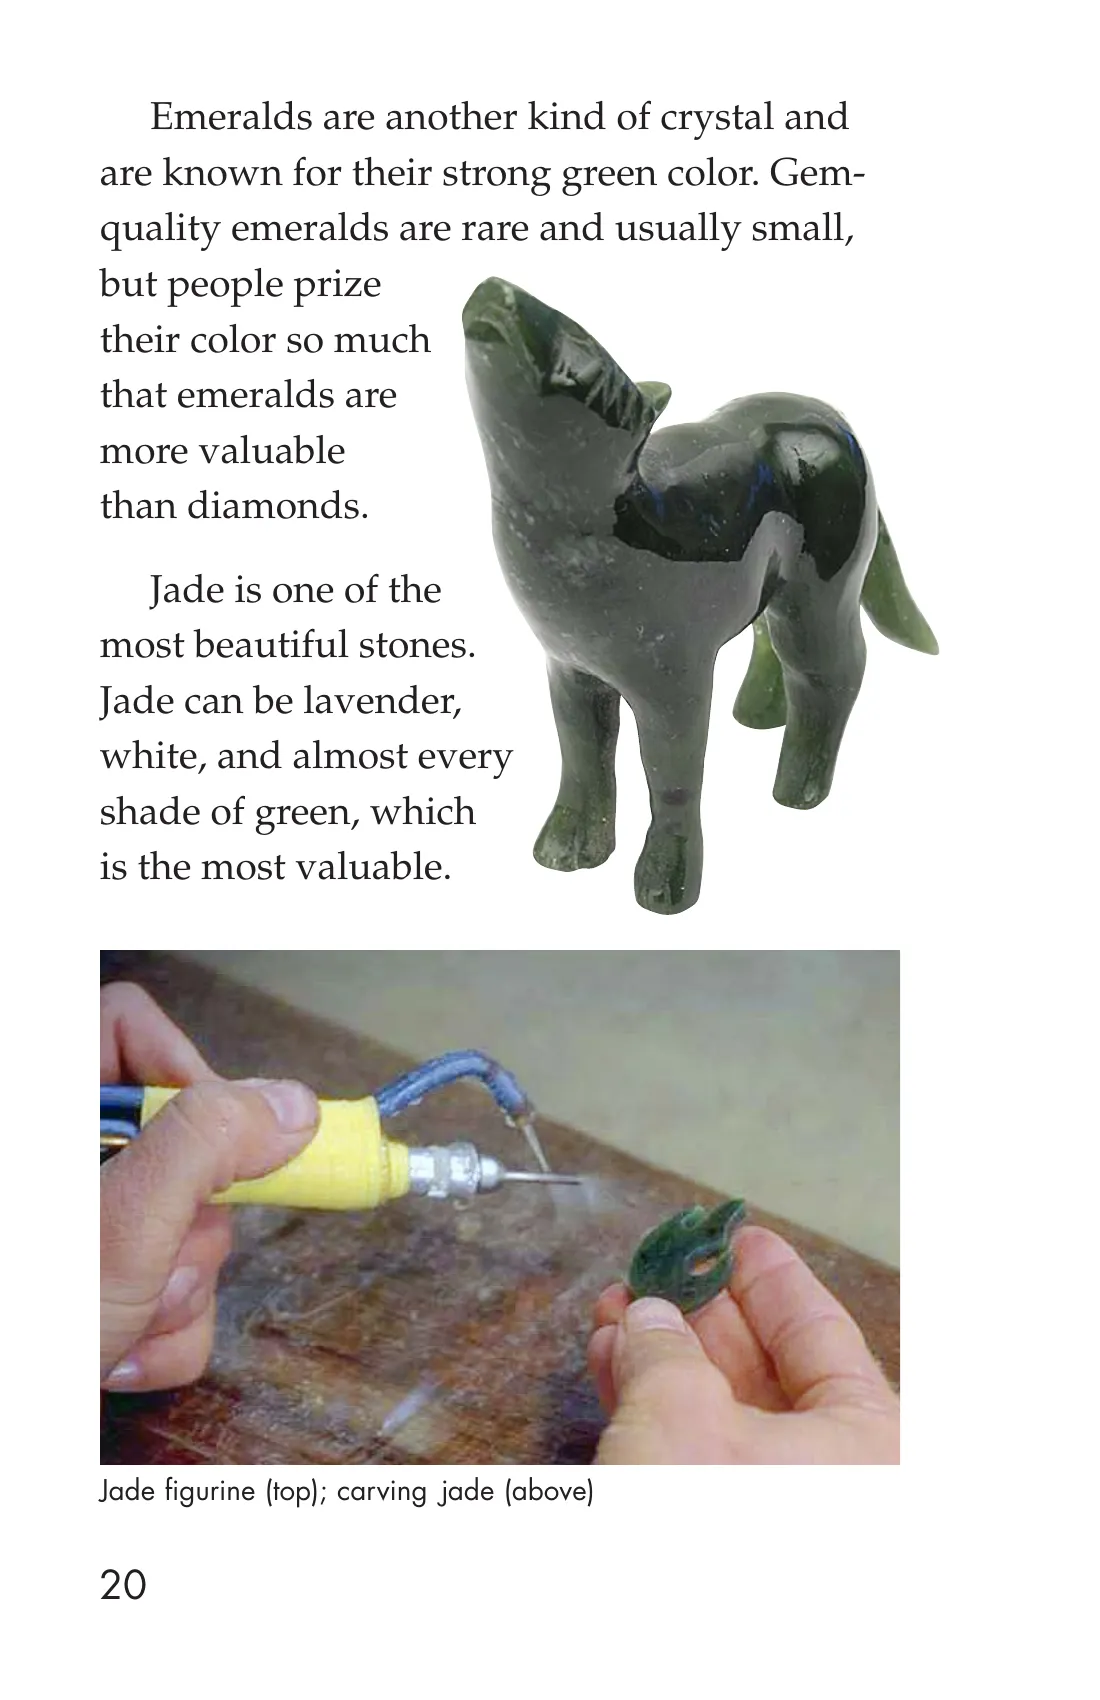 Emeralds are another kind of crystal and
are known for their strong green color. Gem-
quality emeralds are rare and usually small,
but people prize
their color so much
that emeralds are
more valuable
than diamonds.
Jade is one of the
most beautiful stones.
Jade can be lavender,
white, and almost every
shade of green, which
is the most valuable.
Jade figurine (top); carving jade (above)
20